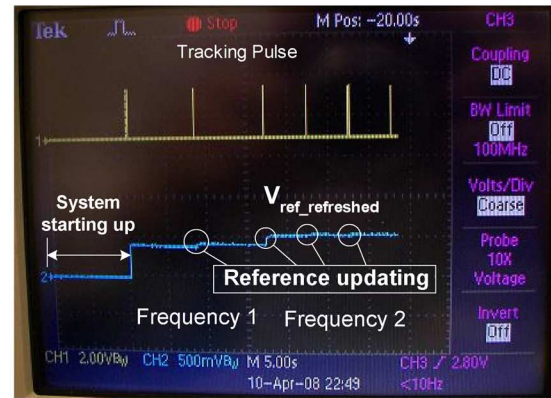 Tek Stop M Pos: -20.00s CH3
Tracking Pulse
Coupling
DC
BW Limit
Off
100MHz
1
Volts/Div
Coarse
System
starting up
Vref_refreshed
Probe
10X
Voltage
2
Reference updating
Frequency 1 Frequency 2
Invert
Off
CH1 2.00VBW CH2 500mVBW M 5.00s CH3 / 2.80V
10-Apr-08 22:49 <10Hz